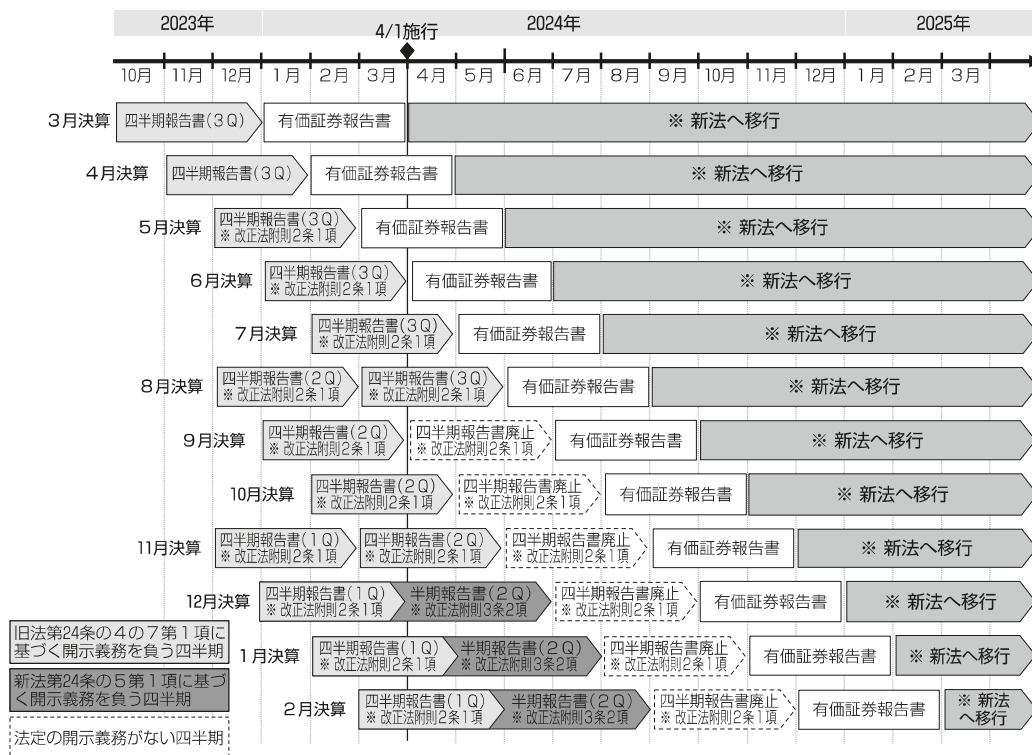 2023年
2024年
2025年
4/1施行
10月 11月 12月 1月 2月 3月 4月 5月 6月 7月 8月 9月 10月 11月 12月 1月 2月 3月
3月決算
四半期報告書(3Q)
有価証券報告書
※ 新法へ移行
4月決算
四半期報告書(3Q)
有価証券報告書
※ 新法へ移行
5月決算
四半期報告書(3Q)
※ 改正法附則2条1項
有価証券報告書
※ 新法へ移行
6月決算
四半期報告書(3Q)
※ 改正法附則2条1項
有価証券報告書
※ 新法へ移行
7月決算
四半期報告書(3Q)
※ 改正法附則2条1項
有価証券報告書
※ 新法へ移行
8月決算
四半期報告書(2Q)
※ 改正法附則2条1項
四半期報告書(3Q)
※ 改正法附則2条1項
有価証券報告書
※ 新法へ移行
9月決算
四半期報告書(2Q)
※ 改正法附則2条1項
四半期報告書廃止
※ 改正法附則2条1項
有価証券報告書
※ 新法へ移行
10月決算
四半期報告書(2Q)
※ 改正法附則2条1項
四半期報告書廃止
※ 改正法附則2条1項
有価証券報告書
※ 新法へ移行
11月決算
四半期報告書(1Q)
※ 改正法附則2条1項
四半期報告書(2Q)
※ 改正法附則2条1項
四半期報告書廃止
※ 改正法附則2条1項
有価証券報告書
※ 新法へ移行
12月決算
四半期報告書(1Q)
※ 改正法附則2条1項
半期報告書(2Q)
※ 改正法附則3条2項
四半期報告書廃止
※ 改正法附則2条1項
有価証券報告書
※ 新法へ移行
1月決算
四半期報告書(1Q)
※ 改正法附則2条1項
半期報告書(2Q)
※ 改正法附則3条2項
四半期報告書廃止
※ 改正法附則2条1項
有価証券報告書
※ 新法へ移行
2月決算
四半期報告書(1Q)
※ 改正法附則2条1項
半期報告書(2Q)
※ 改正法附則3条2項
四半期報告書廃止
※ 改正法附則2条1項
有価証券報告書
※ 新法
へ移行
旧法第24条の4の7第1項に
基づく開示義務を負う四半期
新法第24条の5第1項に基づ
く開示義務を負う四半期
法定の開示義務がない四半期